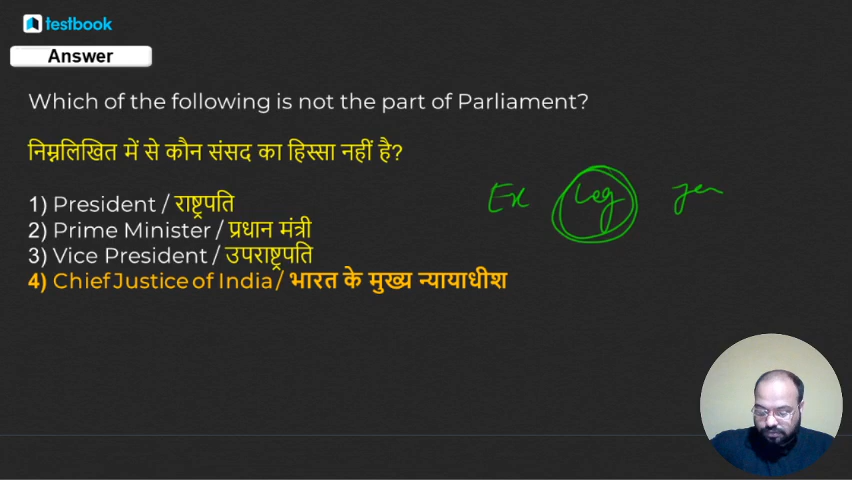 testbook
Answer
Which of the following is not the part of Parliament?
निम्नलिखित में से कौन संसद का हिस्सा नहीं है?
1) President / राष्ट्रपति
2) Prime Minister / प्रधान मंत्री
3) Vice President / उपराष्ट्रपति
4) Chief Justice of India / भारत के मुख्य न्यायाधीश
Ex Leg